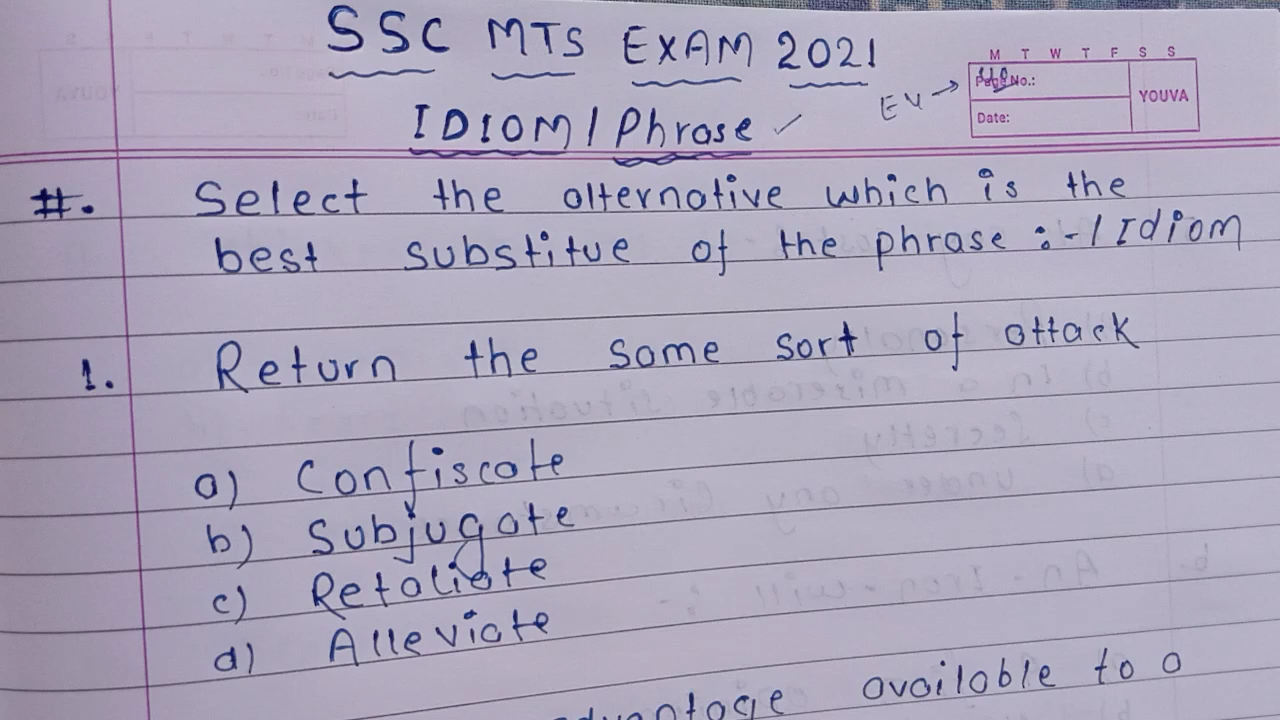 SSC MTS EXAM 2021
M T W T F S S
Page No.:
YOUVA
Date:
IDIOM / Phrase
#. Select the alternative which is the
best substitue of the phrase :- / Idiom
1. Return the same sort of attack
a) Confiscate
b) Subjugate
c) Retaliate
d) Alleviate
available to a